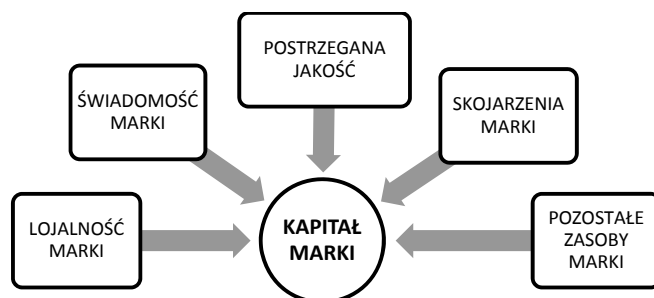 POSTRZEGANA
JAKOŚĆ
ŚWIADOMOŚĆ
MARKI
SKOJARZENIA
MARKI
LOJALNOŚĆ
MARKI
KAPITAŁ
MARKI
POZOSTAŁE
ZASOBY
MARKI